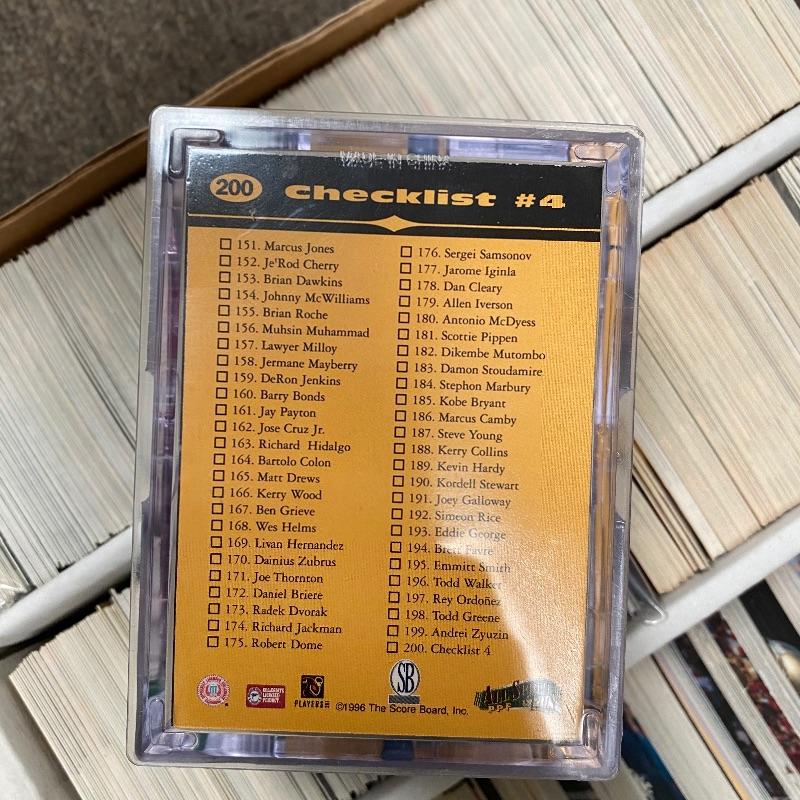 MADE IN CHINA
200 checklist #4
151. Marcus Jones
152. Je'Rod Cherry
153. Brian Dawkins
154. Johnny McWilliams
155. Brian Roche
156. Muhsin Muhammad
157. Lawyer Milloy
158. Jermane Mayberry
159. DeRon Jenkins
160. Barry Bonds
161. Jay Payton
162. Jose Cruz Jr.
163. Richard Hidalgo
164. Bartolo Colon
165. Matt Drews
166. Kerry Wood
167. Ben Grieve
168. Wes Helms
169. Livan Hernandez
170. Dainius Zubrus
171. Joe Thornton
172. Daniel Briere
173. Radek Dvorak
174. Richard Jackman
175. Robert Dome
176. Sergei Samsonov
177. Jarome Iginla
178. Dan Cleary
179. Allen Iverson
180. Antonio McDyess
181. Scottie Pippen
182. Dikembe Mutombo
183. Damon Stoudamire
184. Stephon Marbury
185. Kobe Bryant
186. Marcus Camby
187. Steve Young
188. Kerry Collins
189. Kevin Hardy
190. Kordell Stewart
191. Joey Galloway
192. Simeon Rice
193. Eddie George
194. Brett Favre
195. Emmitt Smith
196. Todd Walker
197. Rey Ordoñez
198. Todd Greene
199. Andrei Zyuzin
200. Checklist 4
PLAYERS INC
SB
©1996 The Score Board, Inc.